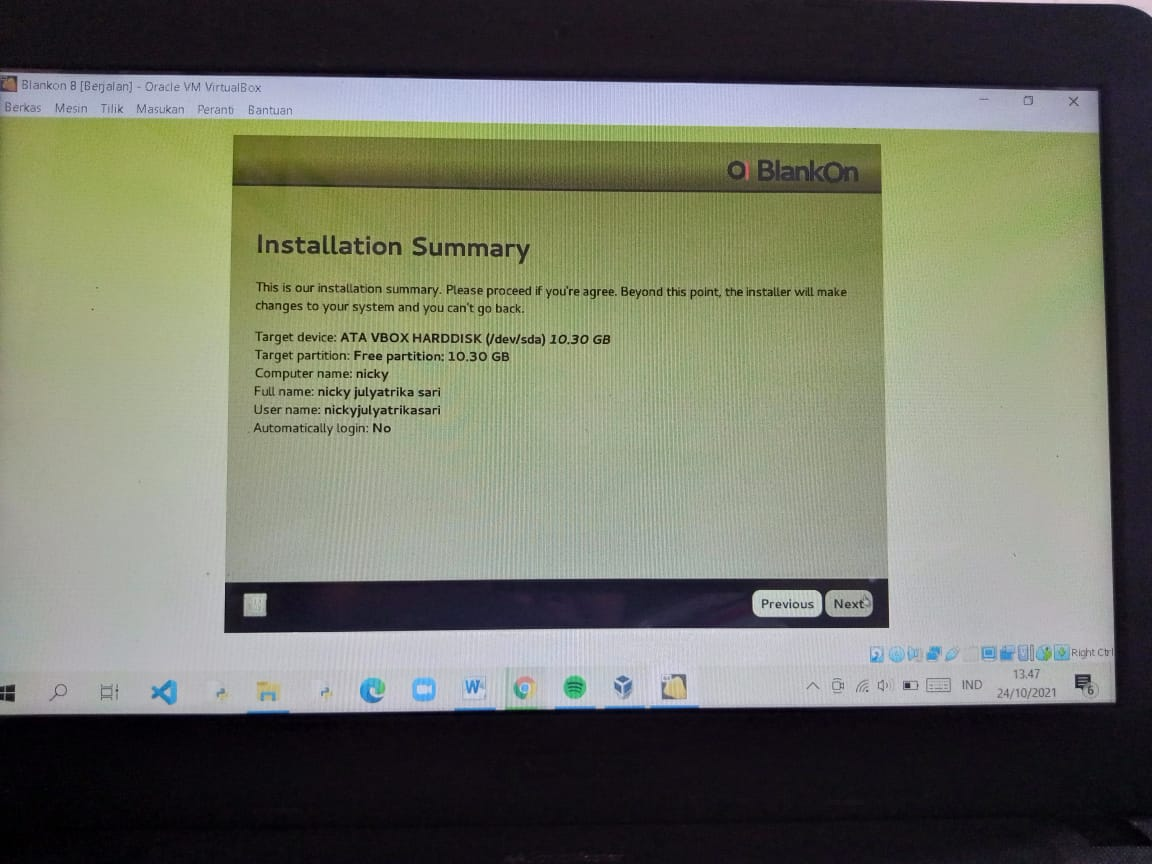 Blankon 8 [Berjalan] - Oracle VM VirtualBox
Berkas Mesin Tilik Masukan Peranti Bantuan
BlankOn
Installation Summary
This is our installation summary. Please proceed if you're agree. Beyond this point, the installer will make
changes to your system and you can't go back.
Target device: ATA VBOX HARDDISK (/dev/sda) 10.30 GB
Target partition: Free partition: 10.30 GB
Computer name: nicky
Full name: nicky julyatrika sari
User name: nickyjulyatrikasari
Automatically login: No
Previous Next
Right Ctrl
IND
13.47
24/10/2021
6